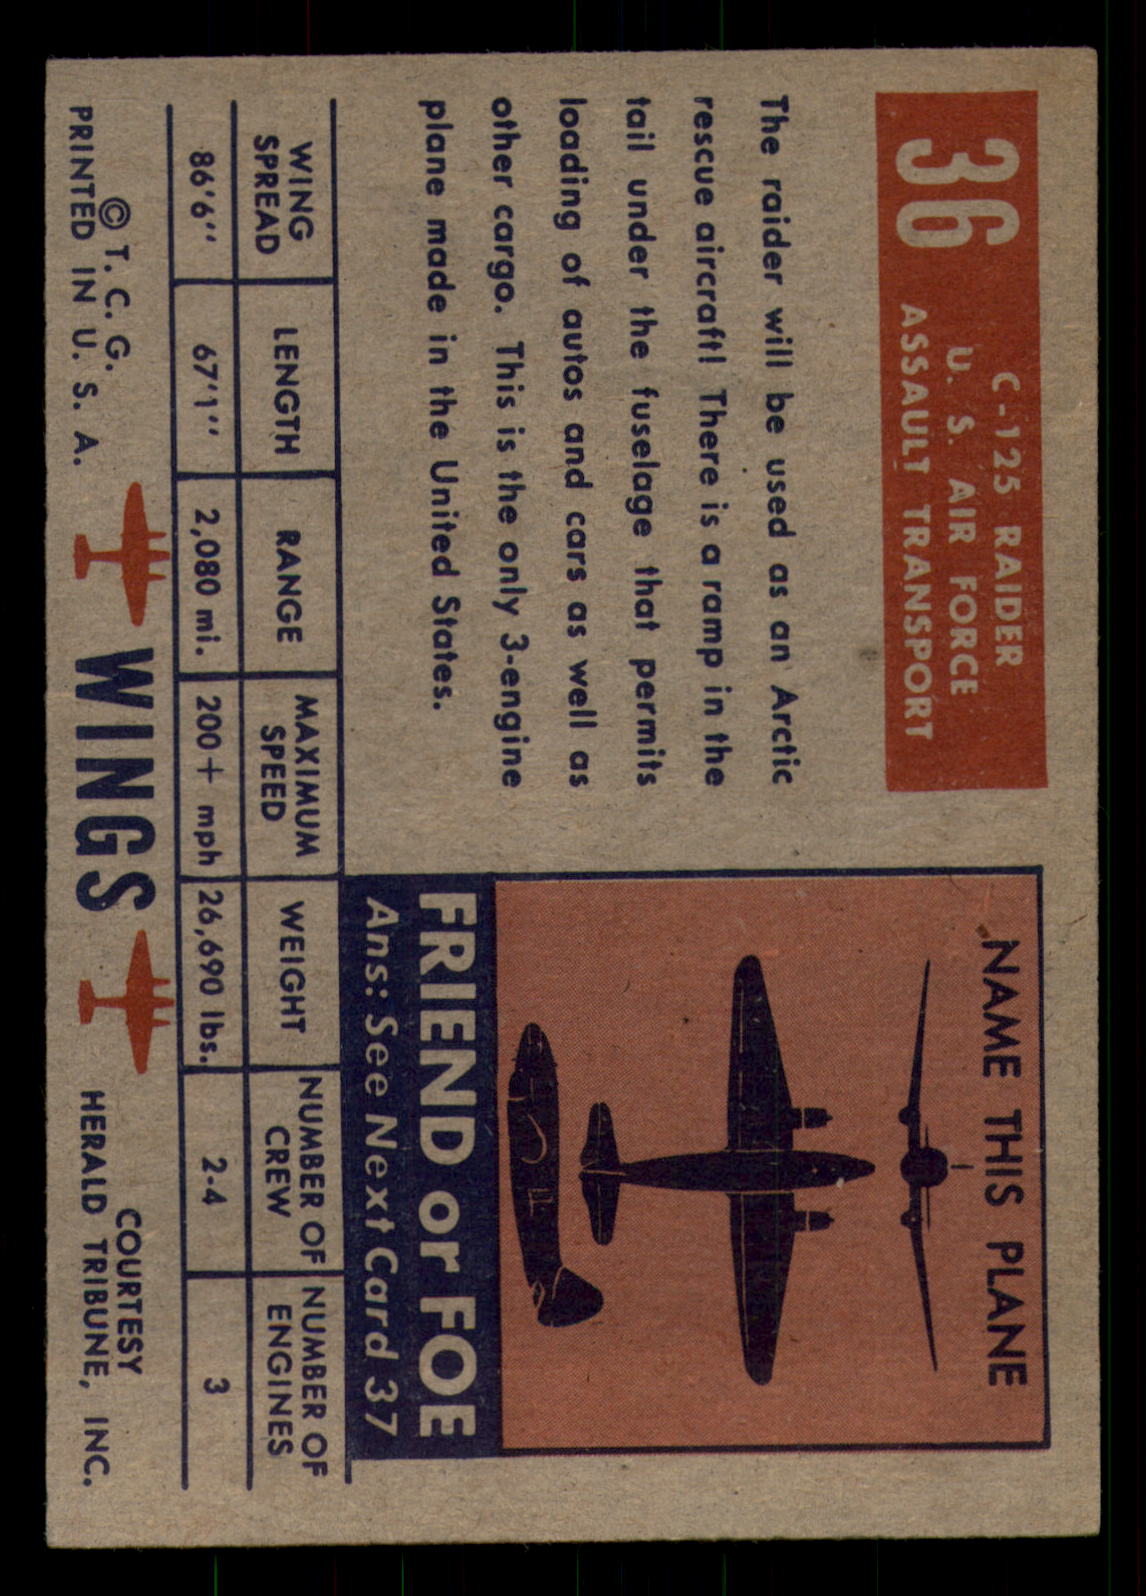 36
C-125 RAIDER
U. S. AIR FORCE
ASSAULT TRANSPORT
The raider will be used as an Arctic
rescue aircraft! There is a ramp in the
tail under the fuselage that permits
loading of autos and cars as well as
other cargo. This is the only 3-engine
plane made in the United States.
NAME THIS PLANE
FRIEND or FOE
Ans: See Next Card 37
WING SPREAD LENGTH RANGE MAXIMUM SPEED WEIGHT NUMBER OF CREW NUMBER OF ENGINES
86'6'' 67'1'' 2,080 mi. 200+ mph 26,690 lbs. 2-4 3
© T. C. G.
PRINTED IN U. S. A.
WINGS
COURTESY
HERALD TRIBUNE, INC.